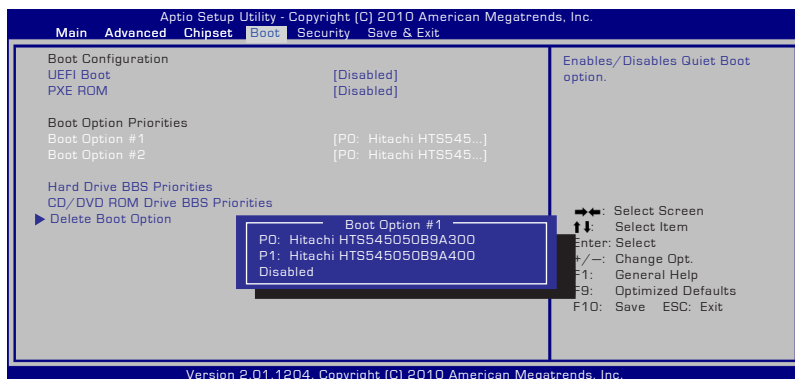 Aptio Setup Utility - Copyright (C) 2010 American Megatrends, Inc.
Main Advanced Chipset Boot Security Save & Exit
Boot Configuration
UEFI Boot [Disabled]
PXE ROM [Disabled]
Boot Option Priorities
Boot Option #1 [P0: Hitachi HTS545...]
Boot Option #2 [P0: Hitachi HTS545...]
Hard Drive BBS Priorities
CD/DVD ROM Drive BBS Priorities
Delete Boot Option
Boot Option #1
P0: Hitachi HTS545050B9A300
P1: Hitachi HTS545050B9A400
Disabled
Enables/Disables Quiet Boot
option.
→←: Select Screen
↑↓: Select Item
Enter: Select
+/—: Change Opt.
F1: General Help
F9: Optimized Defaults
F10: Save ESC: Exit
Version 2.01.1204. Copyright (C) 2010 American Megatrends, Inc.